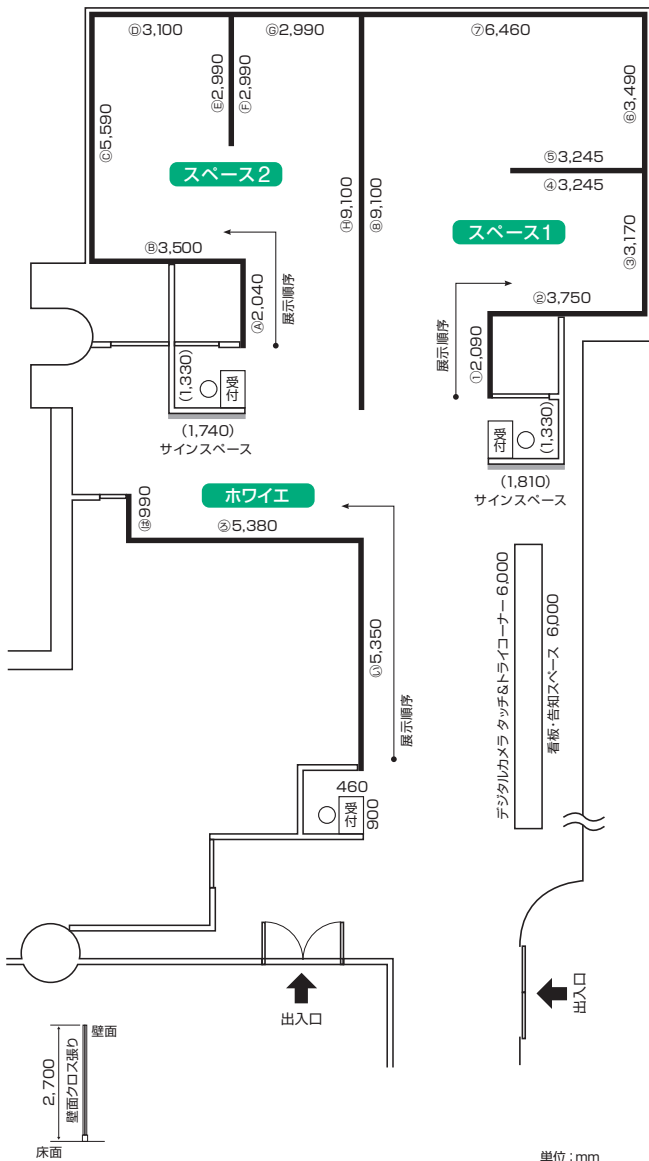 Ⓓ3,100
Ⓖ2,990
⑦6,460
Ⓒ5,590
Ⓔ2,990
Ⓕ2,990
⑥3,490
⑤3,245
④3,245
スペース2
スペース1
Ⓗ9,100
⑧9,100
③3,170
Ⓑ3,500
②3,750
Ⓐ2,040
展示順序
展示順序
①2,090
(1,330)
受付
受付
(1,330)
(1,740)
サインスペース
(1,810)
サインスペース
ホワイエ
990
5,380
5,350
展示順序
デジタルカメラ タッチ&トライコーナー 6,000
看板・告知スペース 6,000
460
受付
900
出入口
出入口
壁面
2,700
壁面クロス張り
床面
単位:mm